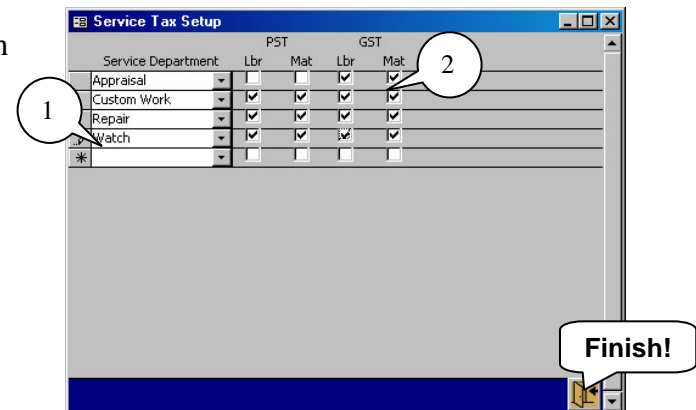 n
Service Tax Setup
PST GST
Service Department Lbr Mat Lbr Mat
Appraisal
Custom Work
Repair
Watch
1
2
Finish!